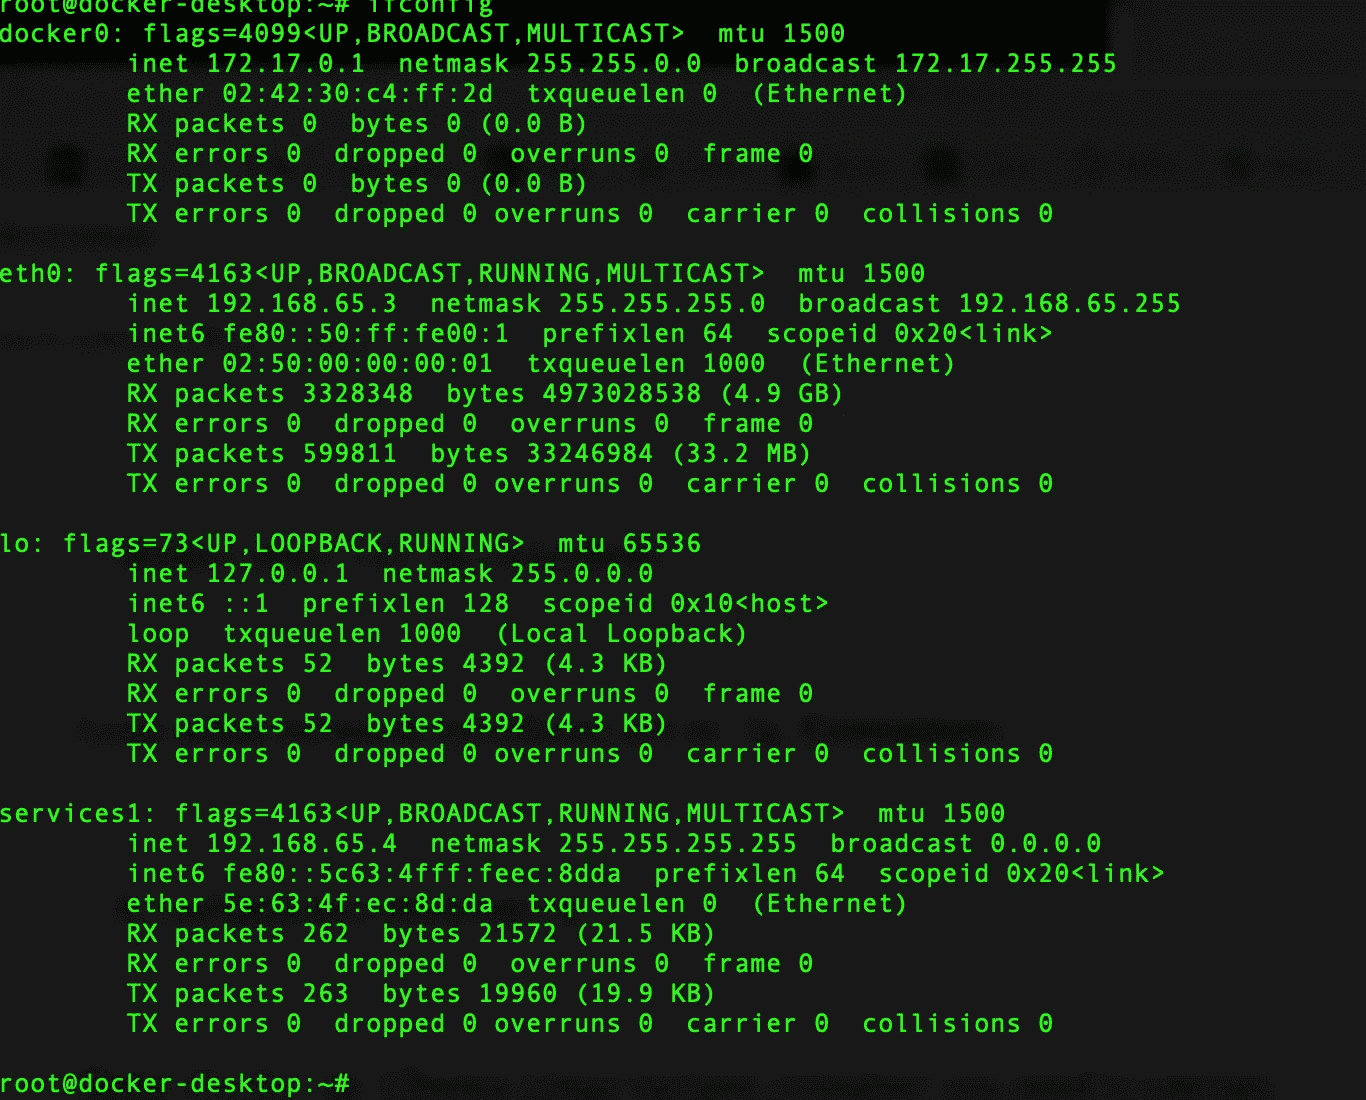 root@docker-desktop:~# ifconfig
docker0: flags=4099<UP,BROADCAST,MULTICAST>  mtu 1500
        inet 172.17.0.1  netmask 255.255.0.0  broadcast 172.17.255.255
        ether 02:42:30:c4:ff:2d  txqueuelen 0  (Ethernet)
        RX packets 0  bytes 0 (0.0 B)
        RX errors 0  dropped 0  overruns 0  frame 0
        TX packets 0  bytes 0 (0.0 B)
        TX errors 0  dropped 0 overruns 0  carrier 0  collisions 0

eth0: flags=4163<UP,BROADCAST,RUNNING,MULTICAST>  mtu 1500
        inet 192.168.65.3  netmask 255.255.255.0  broadcast 192.168.65.255
        inet6 fe80::50:ff:fe00:1  prefixlen 64  scopeid 0x20<link>
        ether 02:50:00:00:00:01  txqueuelen 1000  (Ethernet)
        RX packets 3328348  bytes 4973028538 (4.9 GB)
        RX errors 0  dropped 0  overruns 0  frame 0
        TX packets 599811  bytes 33246984 (33.2 MB)
        TX errors 0  dropped 0 overruns 0  carrier 0  collisions 0

lo: flags=73<UP,LOOPBACK,RUNNING>  mtu 65536
        inet 127.0.0.1  netmask 255.0.0.0
        inet6 ::1  prefixlen 128  scopeid 0x10<host>
        loop  txqueuelen 1000  (Local Loopback)
        RX packets 52  bytes 4392 (4.3 KB)
        RX errors 0  dropped 0  overruns 0  frame 0
        TX packets 52  bytes 4392 (4.3 KB)
        TX errors 0  dropped 0 overruns 0  carrier 0  collisions 0

services1: flags=4163<UP,BROADCAST,RUNNING,MULTICAST>  mtu 1500
        inet 192.168.65.4  netmask 255.255.255.255  broadcast 0.0.0.0
        inet6 fe80::5c63:4fff:feec:8dda  prefixlen 64  scopeid 0x20<link>
        ether 5e:63:4f:ec:8d:da  txqueuelen 0  (Ethernet)
        RX packets 262  bytes 21572 (21.5 KB)
        RX errors 0  dropped 0  overruns 0  frame 0
        TX packets 263  bytes 19960 (19.9 KB)
        TX errors 0  dropped 0 overruns 0  carrier 0  collisions 0

root@docker-desktop:~#